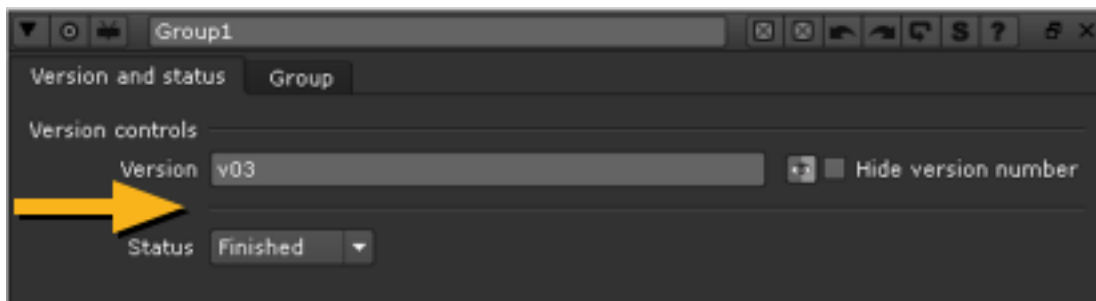 Group1 S ?
Version and status Group
Version controls
Version v03 Hide version number
Status Finished